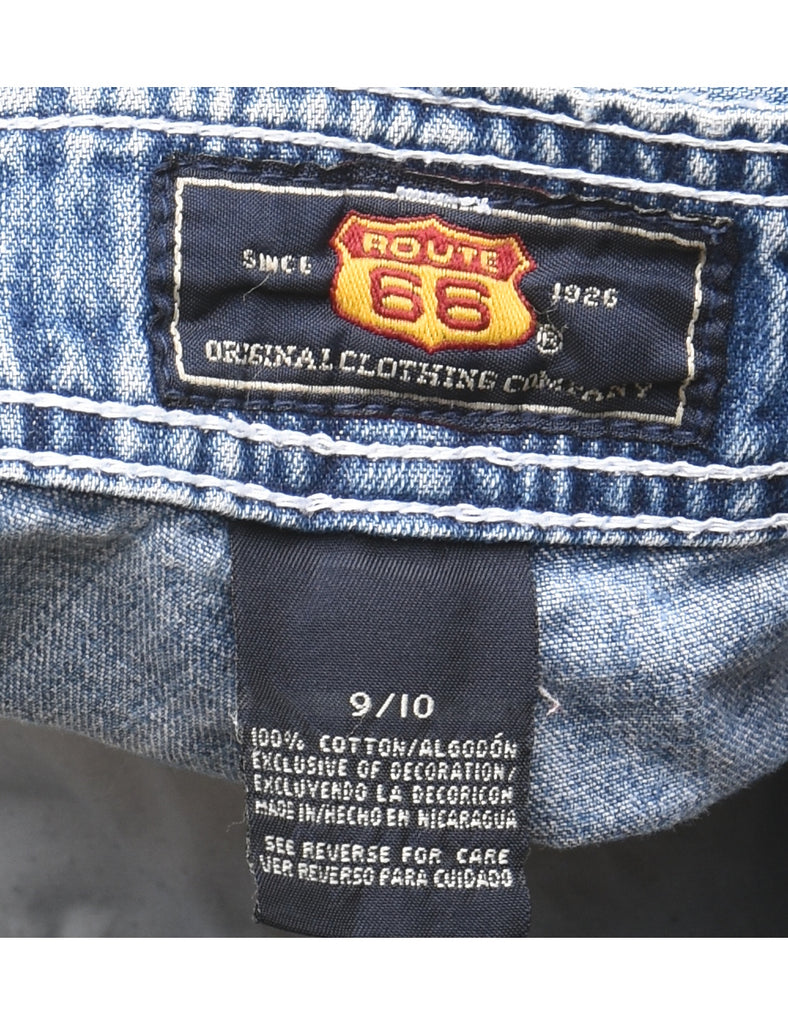 ROUTE
66
SINCE 1926
®
ORIGINAL CLOTHING COMPANY
9/10
100% COTTON/ALGODÓN
EXCLUSIVE OF DECORATION/
EXCLUYENDO LA DECORICON
MADE IN/HECHO EN NICARAGUA
SEE REVERSE FOR CARE
VER REVERSO PARA CUIDADO